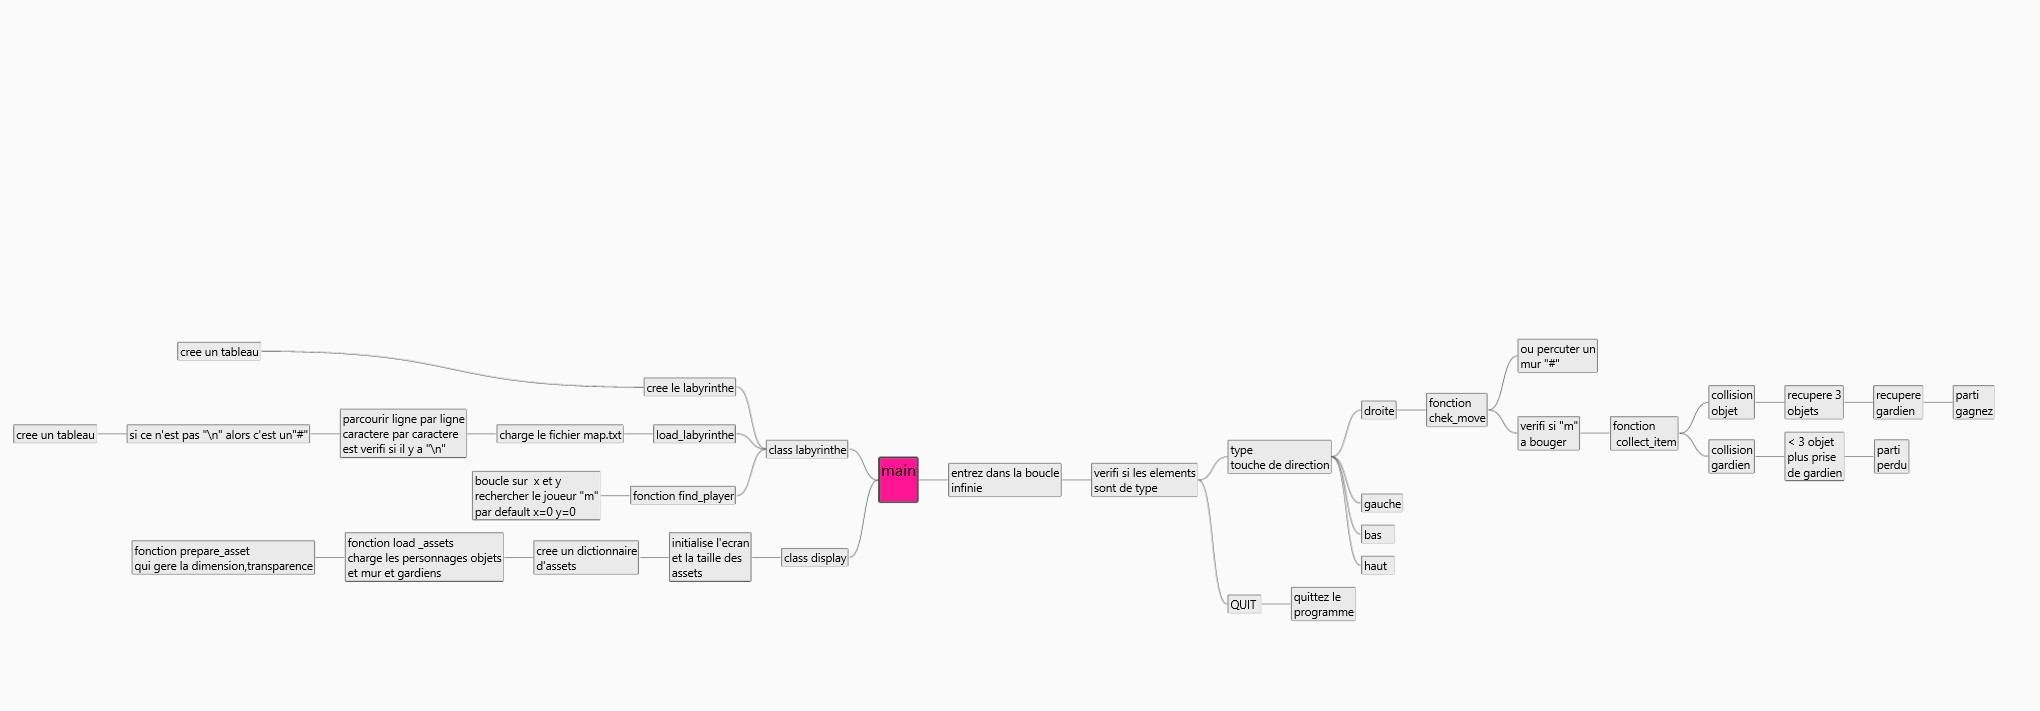 cree un tableau
cree le labyrinthe
cree un tableau
si ce n'est pas "\n" alors c'est un"#"
parcourir ligne par ligne
caractere par caractere
est verifi si il y a "\n"
charge le fichier map.txt
load_labyrinthe
class labyrinthe
boucle sur  x et y
rechercher le joueur "m"
par default x=0 y=0
fonction find_player
fonction prepare_asset
qui gere la dimension,transparence
fonction load _assets
charge les personnages objets
et mur et gardiens
cree un dictionnaire
d'assets
initialise l'ecran
et la taille des
assets
class display
main
entrez dans la boucle
infinie
verifi si les elements
sont de type
type
touche de direction
droite
fonction
chek_move
ou percuter un
mur "#"
verifi si "m"
a bouger
fonction
collect_item
collision
objet
recupere 3
objets
recupere
gardien
parti
gagnez
collision
gardien
< 3 objet
plus prise
de gardien
parti
perdu
gauche
bas
haut
QUIT
quittez le
programme